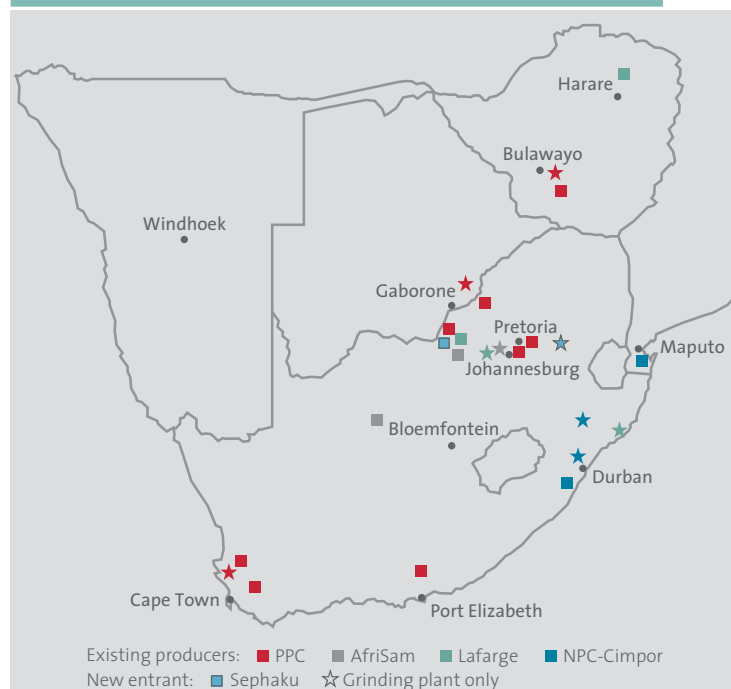 Harare
Bulawayo
Windhoek
Gaborone
Pretoria
Maputo
Johannesburg
Bloemfontein
Durban
Cape Town
Port Elizabeth
Existing producers: PPC AfriSam Lafarge NPC-Cimpor
New entrant: Sephaku Grinding plant only